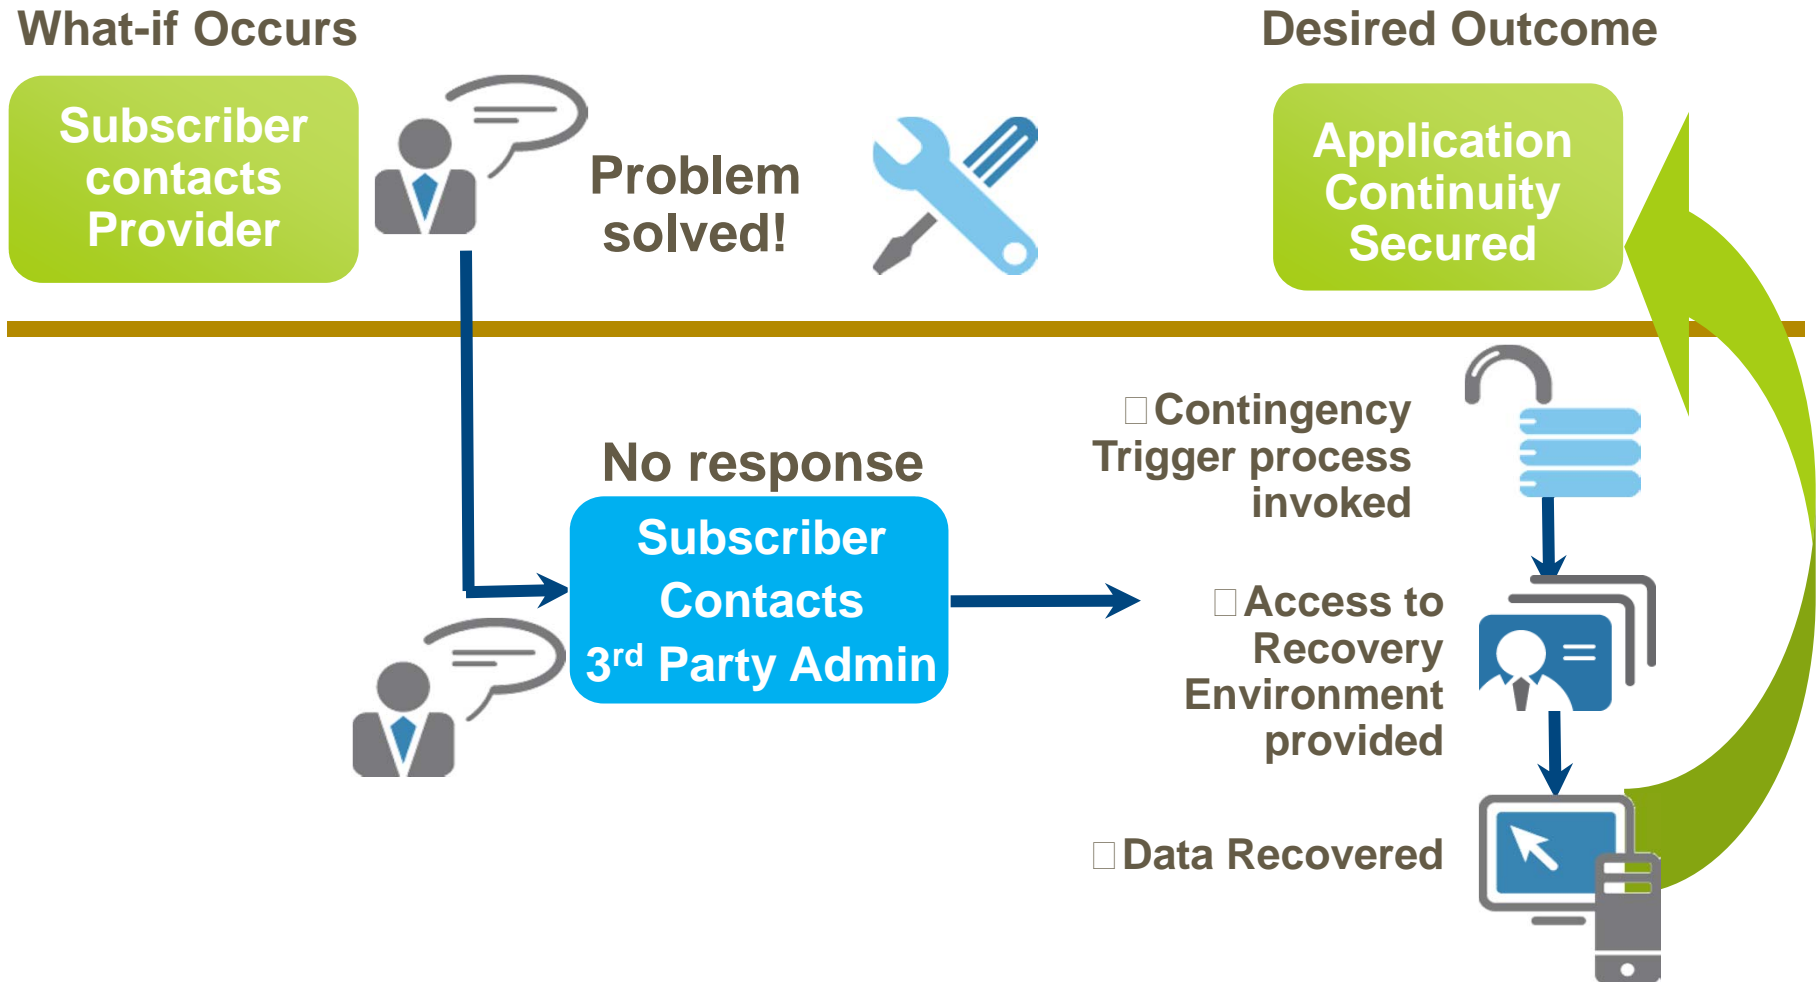 What-if Occurs
Desired Outcome
Subscriber
contacts
Provider
Problem
solved!
Application
Continuity
Secured
No response
Subscriber
Contacts
3rd Party Admin
□Contingency
Trigger process
invoked
□Access to
Recovery
Environment
provided
□Data Recovered